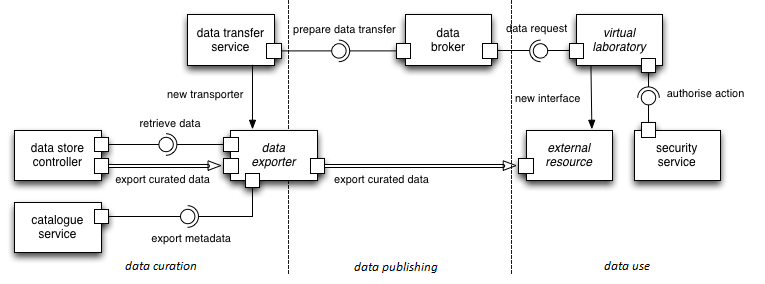 data transfer
service
prepare data transfer
data
broker
data request
virtual
laboratory
new transporter
new interface
authorise action
retrieve data
data store
controller
data
exporter
external
resource
security
service
export curated data
export curated data
catalogue
service
export metadata
data curation
data publishing
data use